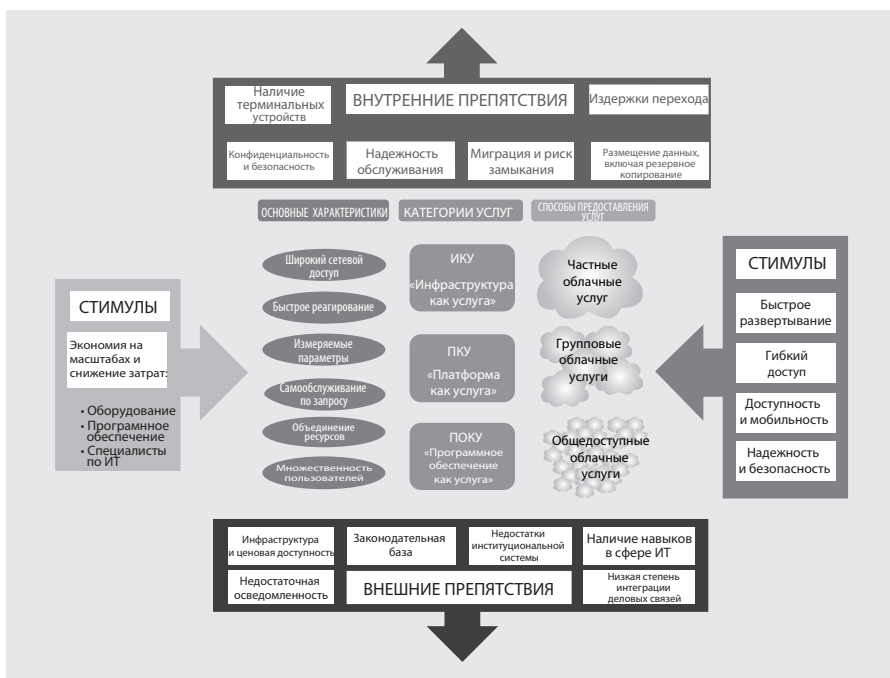 Наличие
терминальных
устройств
ВНУТРЕННИЕ ПРЕПЯТСТВИЯ
Издержки перехода
Конфиденциальность
и безопасность
Надежность
обслуживания
Миграция и риск
замыкания
Размещение данных,
включая резервное
копирование
ОСНОВНЫЕ ХАРАКТЕРИСТИКИ
КАТЕГОРИИ УСЛУГ
СПОСОБЫ ПРЕДОСТАВЛЕНИЯ
УСЛУГ
СТИМУЛЫ
Экономия на
масштабах и
снижение затрат:
• Оборудование
• Програмнное
обеспечение
• Специалисты
по ИТ
Широкий сетевой
доступ
Быстрое реагирование
Измеряемые
параметры
Самообслуживание
по запросу
Объединение
ресурсов
Множественность
пользователей
ИКУ
«Инфраструктура
как услуга»
ПКУ
«Платформа
как услуга»
ПОКУ
«Программное
обеспечение
как услуга»
Частные
облачные
услуг
Групповые
облачные
услуги
Общедоступные
облачные
услуги
СТИМУЛЫ
Быстрое
развертывание
Гибкий
доступ
Доступность
и мобильность
Надежность
и безопасность
Инфраструктура
и ценовая доступность
Законодательная
база
Недостатки
институциональной
системы
Наличие навыков
в сфере ИТ
Недостаточная
осведомленность
ВНЕШНИЕ ПРЕПЯТСТВИЯ
Низкая степень
интеграции
деловых связей